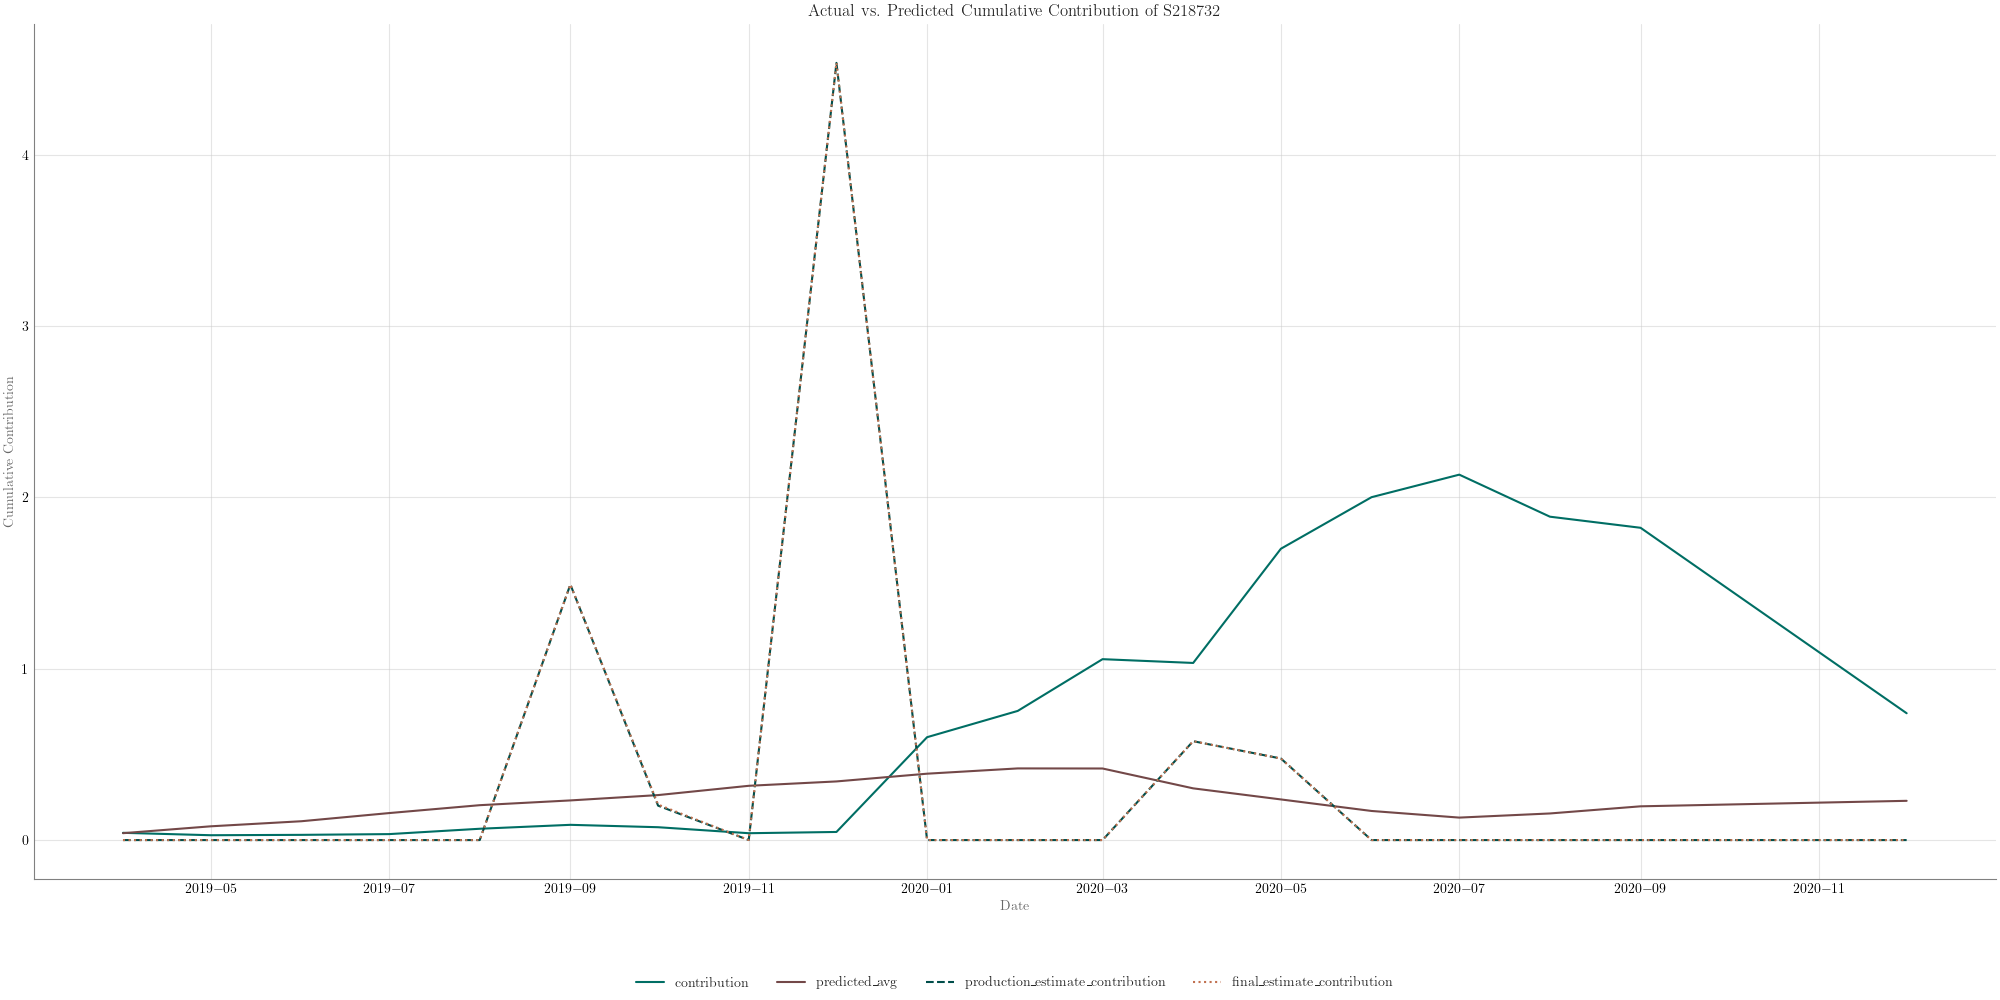 Actual vs. Predicted Cumulative Contribution of S218732
Cumulative Contribution
4
3
2
1
0
2019–05 2019–07 2019–09 2019–11 2020–01 2020–03 2020–05 2020–07 2020–09 2020–11
Date
contribution predicted_avg production_estimate_contribution final_estimate_contribution